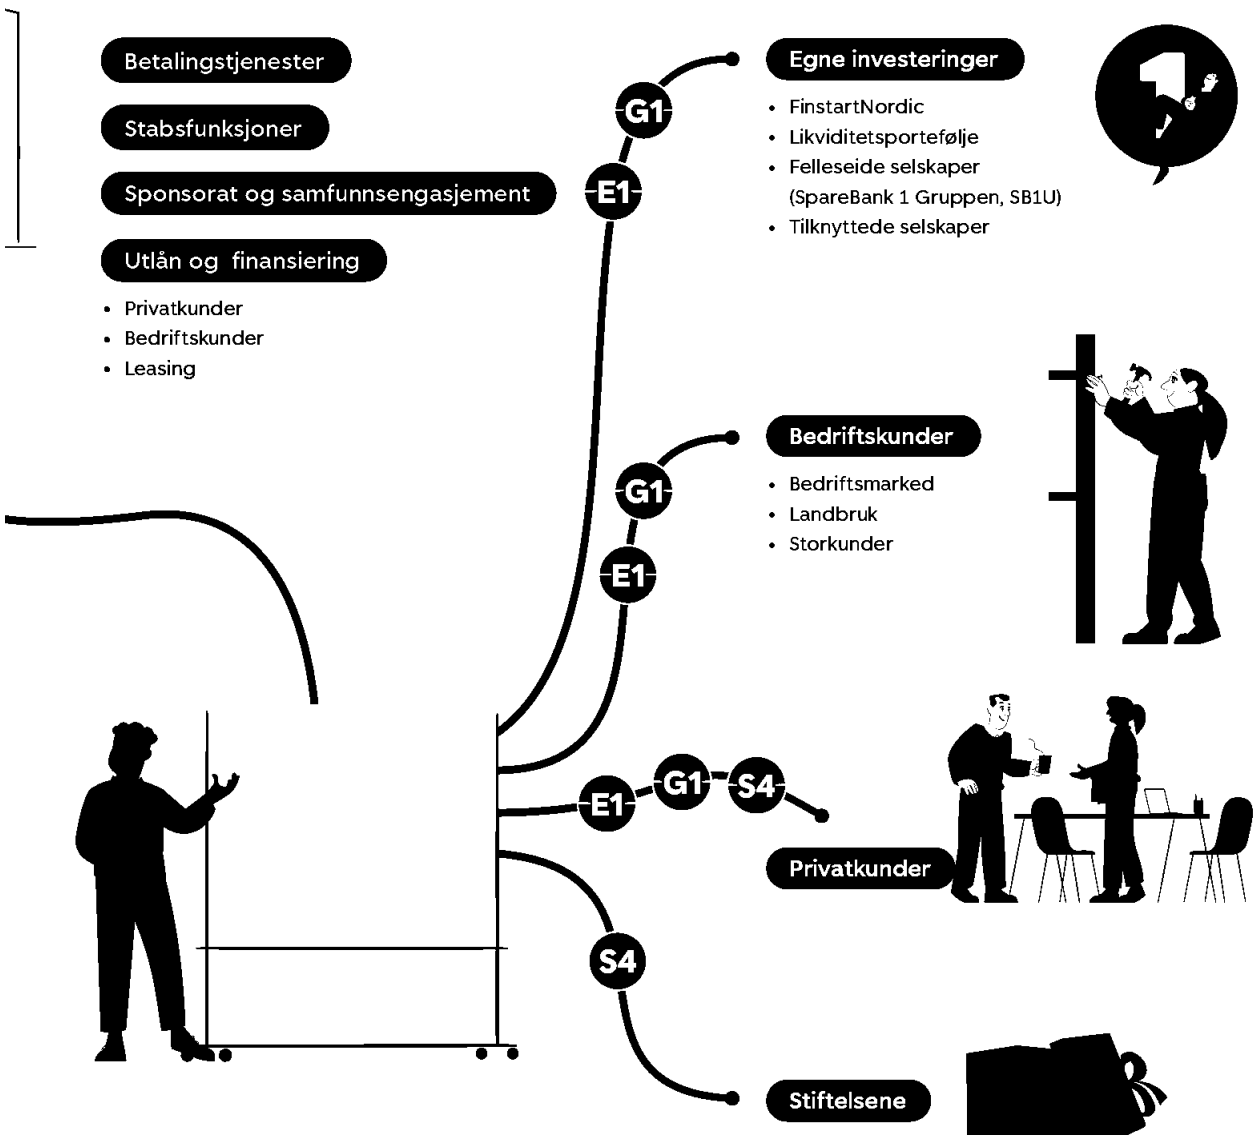 Betalingstjenester
Stabsfunksjoner
Sponsorat og samfunnsengasjement
Utlån og finansiering
• Privatkunder
• Bedriftskunder
• Leasing
G1
E1
Egne investeringer
• FinstartNordic
• Likviditetsportefølje
• Felleseide selskaper
(SpareBank 1 Gruppen, SB1U)
• Tilknyttede selskaper
1
G1
E1
Bedriftskunder
• Bedriftsmarked
• Landbruk
• Storkunder
E1
G1
S4
Privatkunder
S4
Stiftelsene